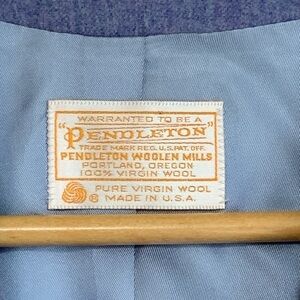 WARRANTED TO BE A
"PENDLETON"
TRADE MARK REG. U.S. PAT. OFF.
PENDLETON WOOLEN MILLS
PORTLAND, OREGON
100% VIRGIN WOOL
PURE VIRGIN WOOL
® MADE IN U.S.A.